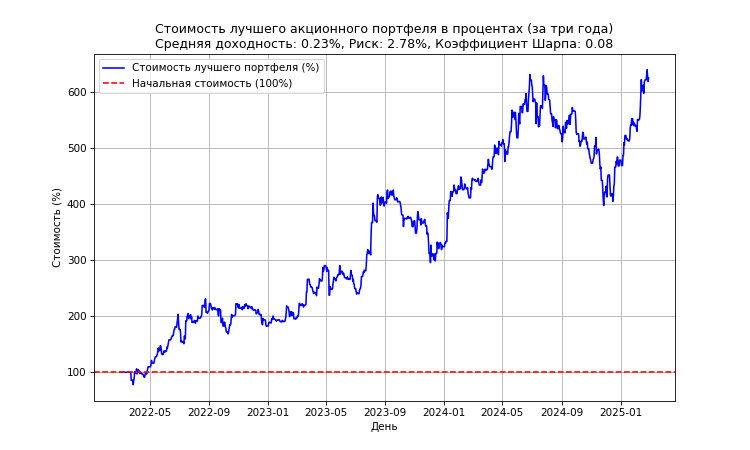 Стоимость лучшего акционного портфеля в процентах (за три года)
Средняя доходность: 0.23%, Риск: 2.78%, Коэффициент Шарпа: 0.08
Стоимость лучшего портфеля (%)
Начальная стоимость (100%)
Стоимость (%)
600
500
400
300
200
100
2022-05 2022-09 2023-01 2023-05 2023-09 2024-01 2024-05 2024-09 2025-01
День